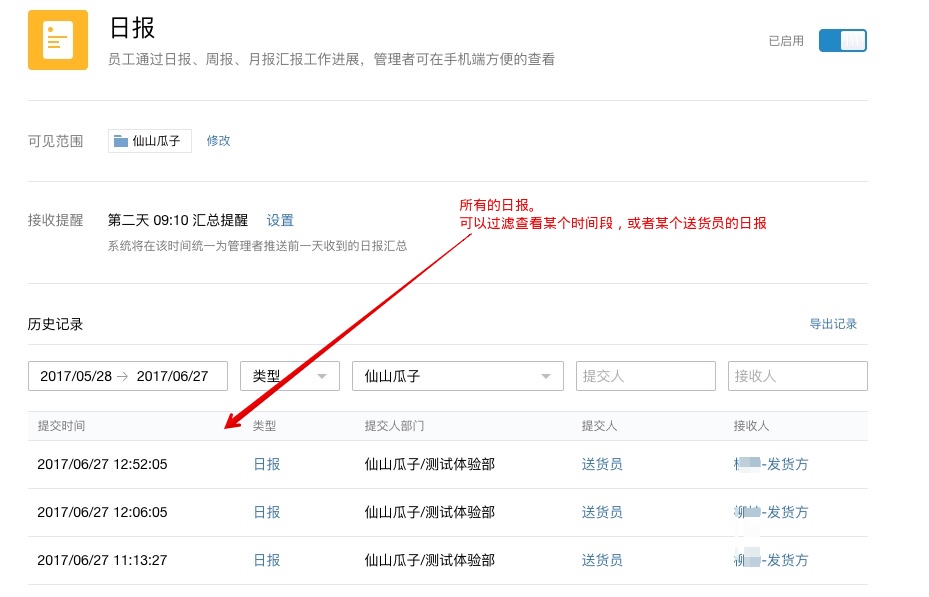 日报
员工通过日报、周报、月报汇报工作进展，管理者可在手机端方便的查看
已启用
可见范围 仙山瓜子 修改
所有的日报。
可以过滤查看某个时间段，或者某个送货员的日报
接收提醒 第二天 09:10 汇总提醒 设置
系统将在该时间统一为管理者推送前一天收到的日报汇总
历史记录 导出记录
2017/05/28 → 2017/06/27 类型 仙山瓜子 提交人 接收人
提交时间 类型 提交人部门 提交人 接收人
2017/06/27 12:52:05 日报 仙山瓜子/测试体验部 送货员 -发货方
2017/06/27 12:06:05 日报 仙山瓜子/测试体验部 送货员 -发货方
2017/06/27 11:13:27 日报 仙山瓜子/测试体验部 送货员 -发货方